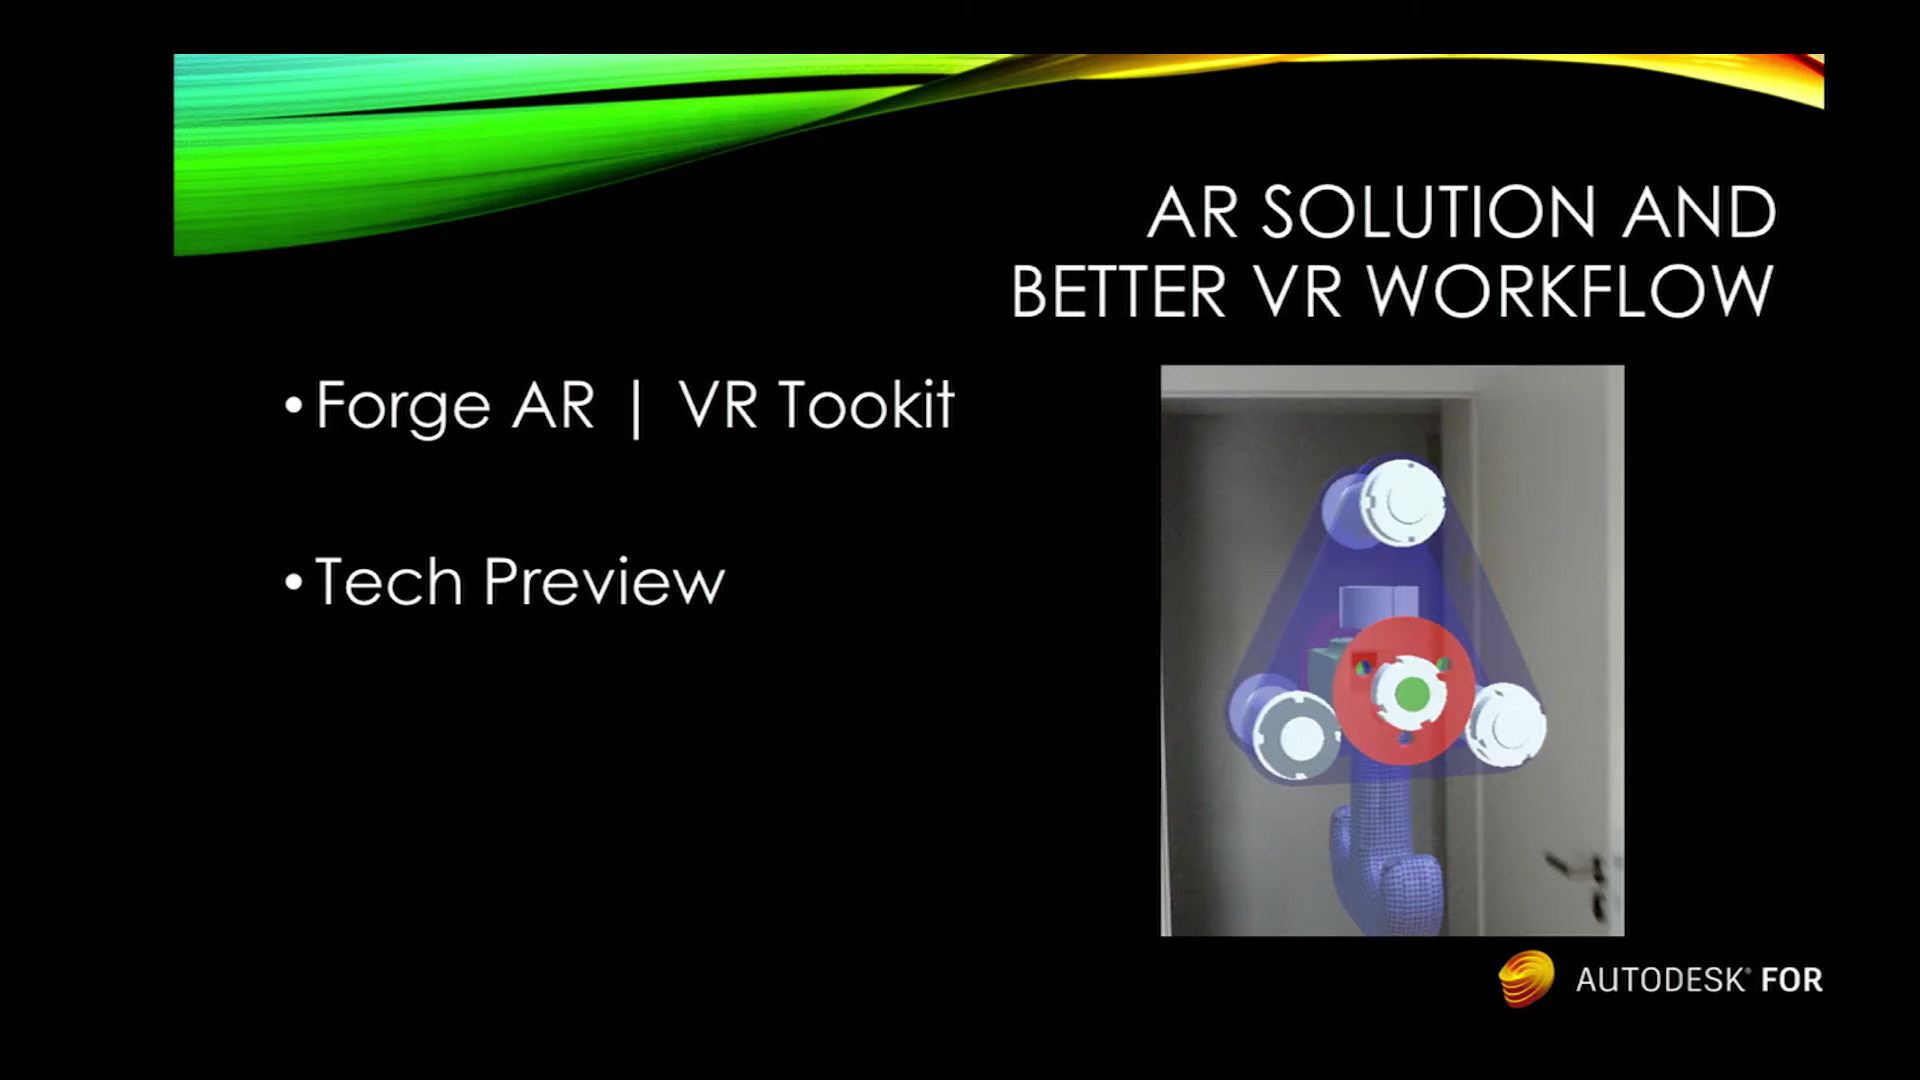 AR SOLUTION AND
BETTER VR WORKFLOW
•Forge AR | VR Tookit
•Tech Preview
AUTODESK® FOR